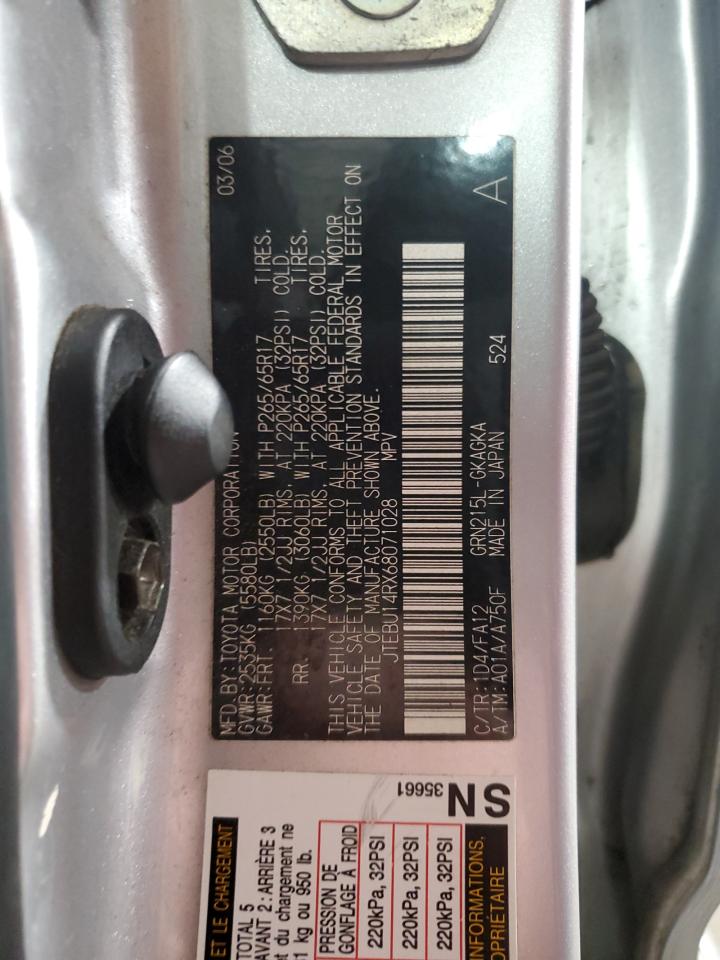 MFD. BY: TOYOTA MOTOR CORPORATION 03/06
GVWR: 2535KG (5580LB)
GAWR: FRT. 1160KG (2550LB) WITH P265/65R17 TIRES,
17X7 1/2JJ RIMS, AT 220KPA (32PSI) COLD.
RR. 1390KG (3060LB) WITH P265/65R17 TIRES,
17X7 1/2JJ RIMS, AT 220KPA (32PSI) COLD.
THIS VEHICLE CONFORMS TO ALL APPLICABLE FEDERAL MOTOR
VEHICLE SAFETY AND THEFT PREVENTION STANDARDS IN EFFECT ON
THE DATE OF MANUFACTURE SHOWN ABOVE.
JTEBU14RX68071028 MPV
C/TR: 1D4/FA12 GRN215L-GKAGKA
A/TM: A01A/A750F MADE IN JAPAN 524 A
ET LE CHARGEMENT
TOTAL 5
AVANT 2: ARRIÈRE 3
et du chargement ne
1 kg ou 950 lb.
PRESSION DE
GONFLAGE À FROID
220kPa, 32PSI
220kPa, 32PSI
220kPa, 32PSI
INFORMATIONS,
OPRIÉTAIRE
35661
SN